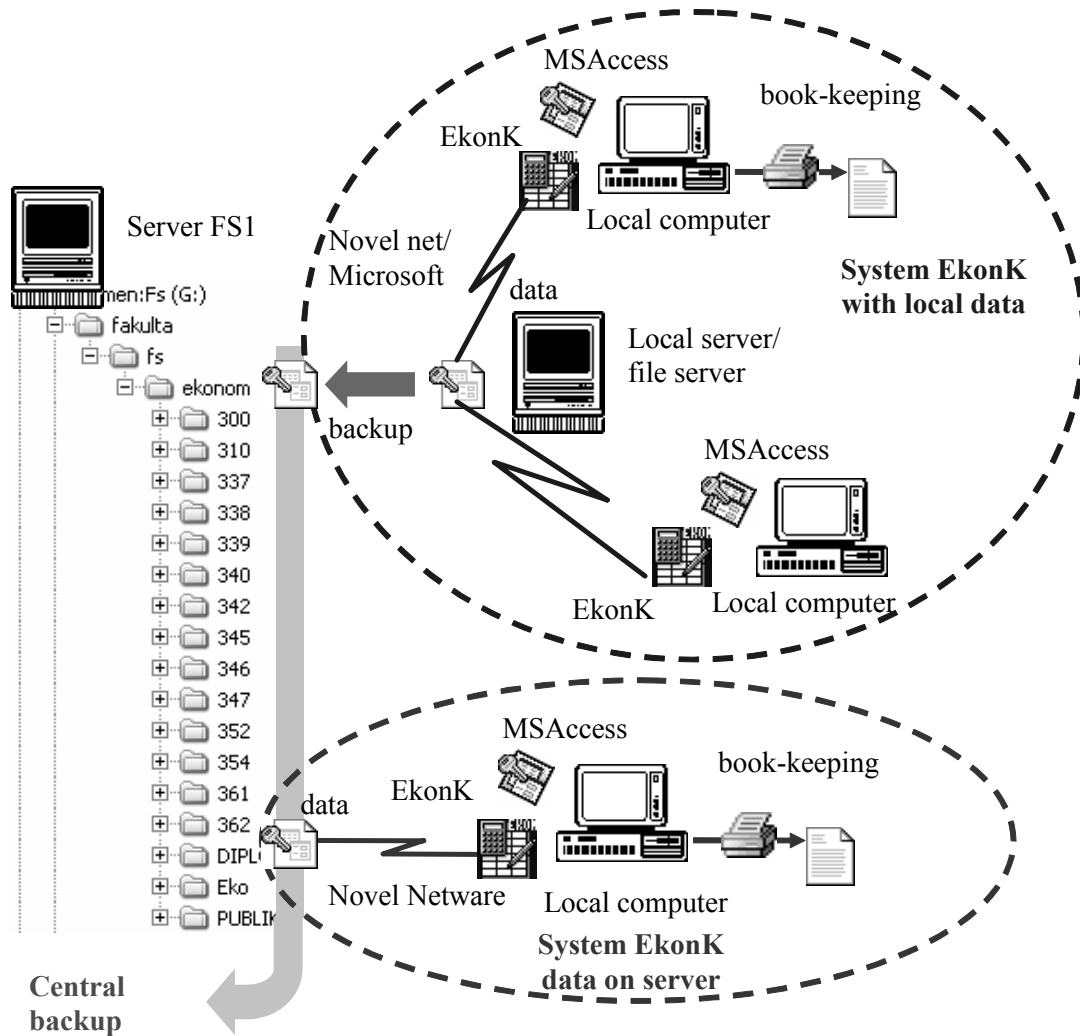 MSAccess
book-keeping
EkonK
Local computer
Server FS1
Novel net/
Microsoft
System EkonK
with local data
data
men:Fs (G:)
fakulta
fs
ekonom
300
310
337
338
339
340
342
345
346
347
352
354
361
362
DIPL
Eko
PUBLIK
Local server/
file server
backup
MSAccess
EkonK
Local computer
MSAccess
book-keeping
EkonK
data
Novel Netware
Local computer
System EkonK
data on server
Central
backup